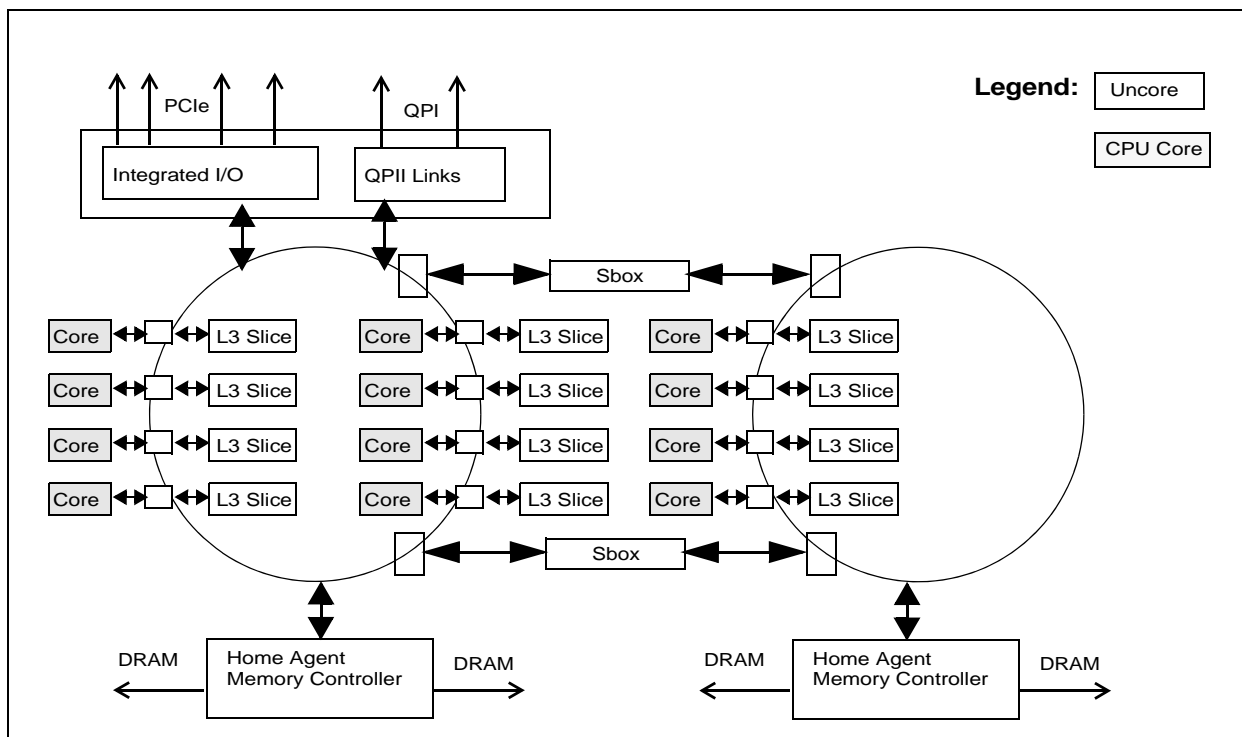 PCIe
QPI
Legend:
Uncore
CPU Core
Integrated I/O
QPII Links
Sbox
Core
L3 Slice
Core
L3 Slice
Core
L3 Slice
Core
L3 Slice
Core
L3 Slice
Core
L3 Slice
Core
L3 Slice
Core
L3 Slice
Core
L3 Slice
Core
L3 Slice
Core
L3 Slice
Core
L3 Slice
Sbox
DRAM
Home Agent
Memory Controller
DRAM
DRAM
Home Agent
Memory Controller
DRAM